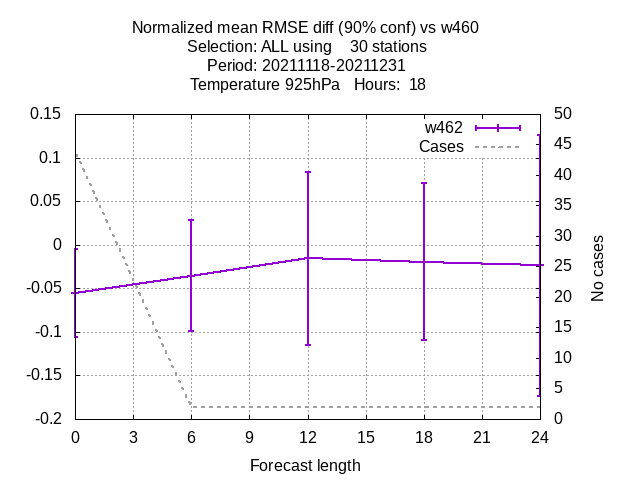 Normalized mean RMSE diff (90% conf) vs w460
Selection: ALL using    30 stations
Period: 20211118-20211231
Temperature 925hPa   Hours:  18
w462
Cases
0.15
0.1
0.05
0
-0.05
-0.1
-0.15
-0.2
50
45
40
35
30
25
20
15
10
5
0
No cases
0 3 6 9 12 15 18 21 24
Forecast length